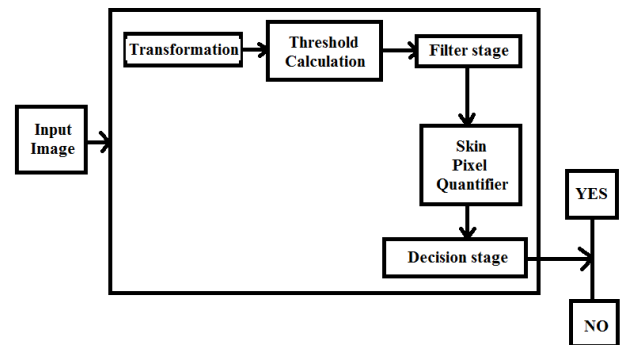 Transformation
Threshold
Calculation
Filter stage
Input
Image
Skin
Pixel
Quantifier
YES
Decision stage
NO